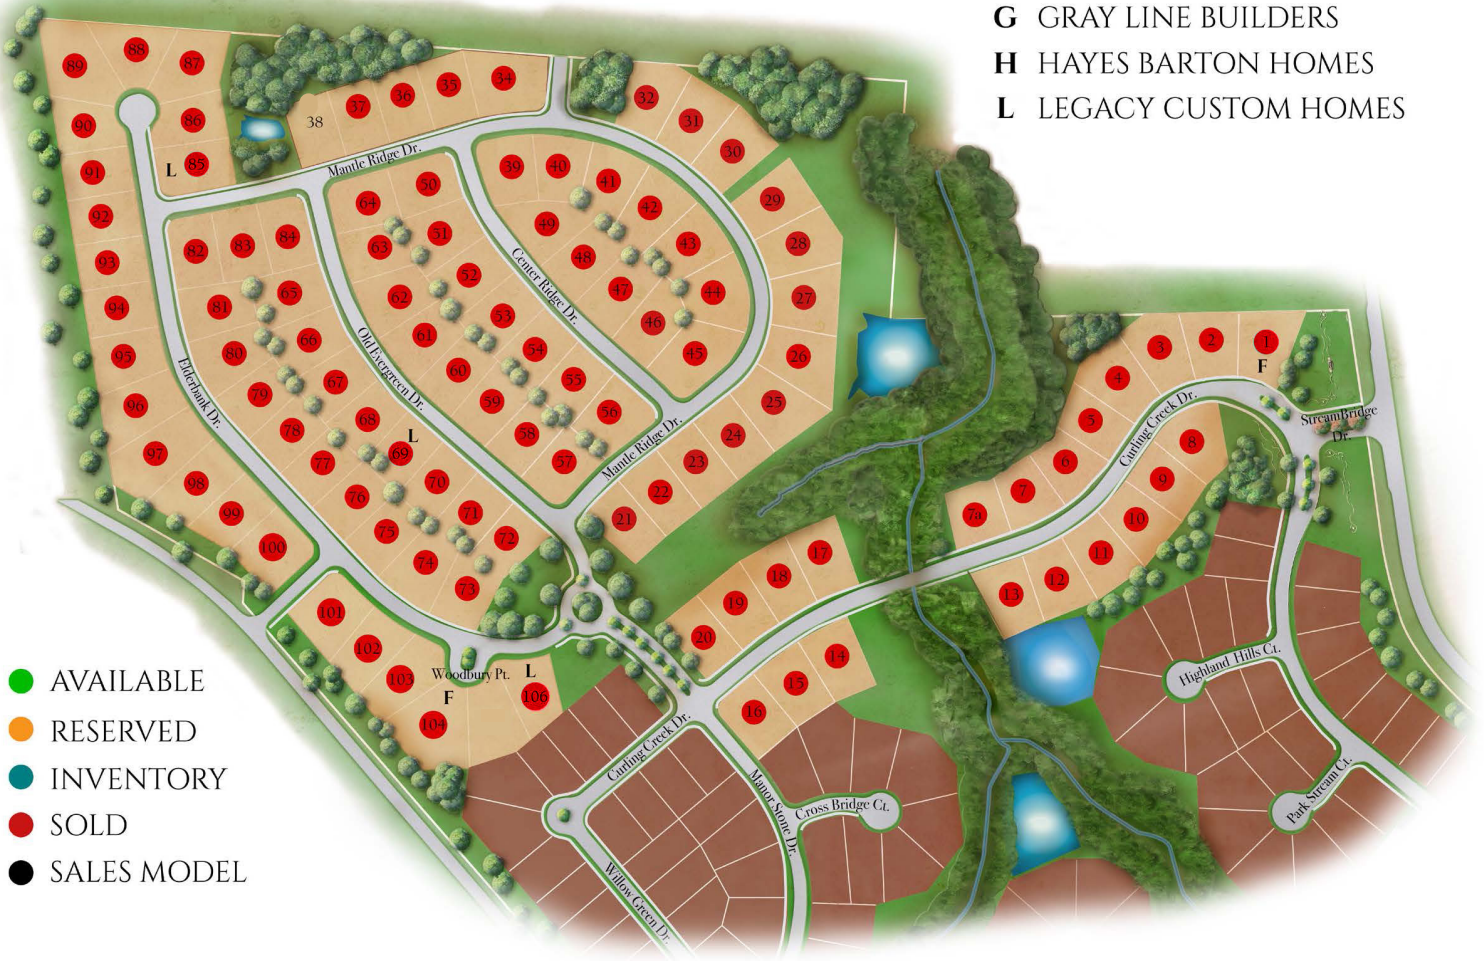 G GRAY LINE BUILDERS
H HAYES BARTON HOMES
L LEGACY CUSTOM HOMES
89 88 87
90 86
91 L 85
92
93
94
95
96
97
98
99
100
38 37 36 35 34
32
31
30
29
28
27
26
25
24
23
22
21
Mantle Ridge Dr.
39 40 41
42
43
44
45
49
48
47
46
Center Ridge Dr.
64 50
63 51
52
62 53
61 54
60 55
59 56
58
57
Mantle Ridge Dr.
82 83 84
81 65
80 66
79 67
78 68
L
77 69
76 70
75 71
74 72
73
Elderbank Dr.
Old Evergreen Dr.
101
102
103
Woodbury Pt.
F
L
104 106
3 2 1
F
4
5
6
7
7a
8
9
10
11
12
13
Curling Creek Dr.
StreamBridge
Dr.
17
18
19
20
14
15
16
Highland Hills Ct.
Park Stream Ct.
Curling Creek Dr.
Manor Stone Dr.
Cross Bridge Ct.
Willow Green Dr.
AVAILABLE
RESERVED
INVENTORY
SOLD
SALES MODEL